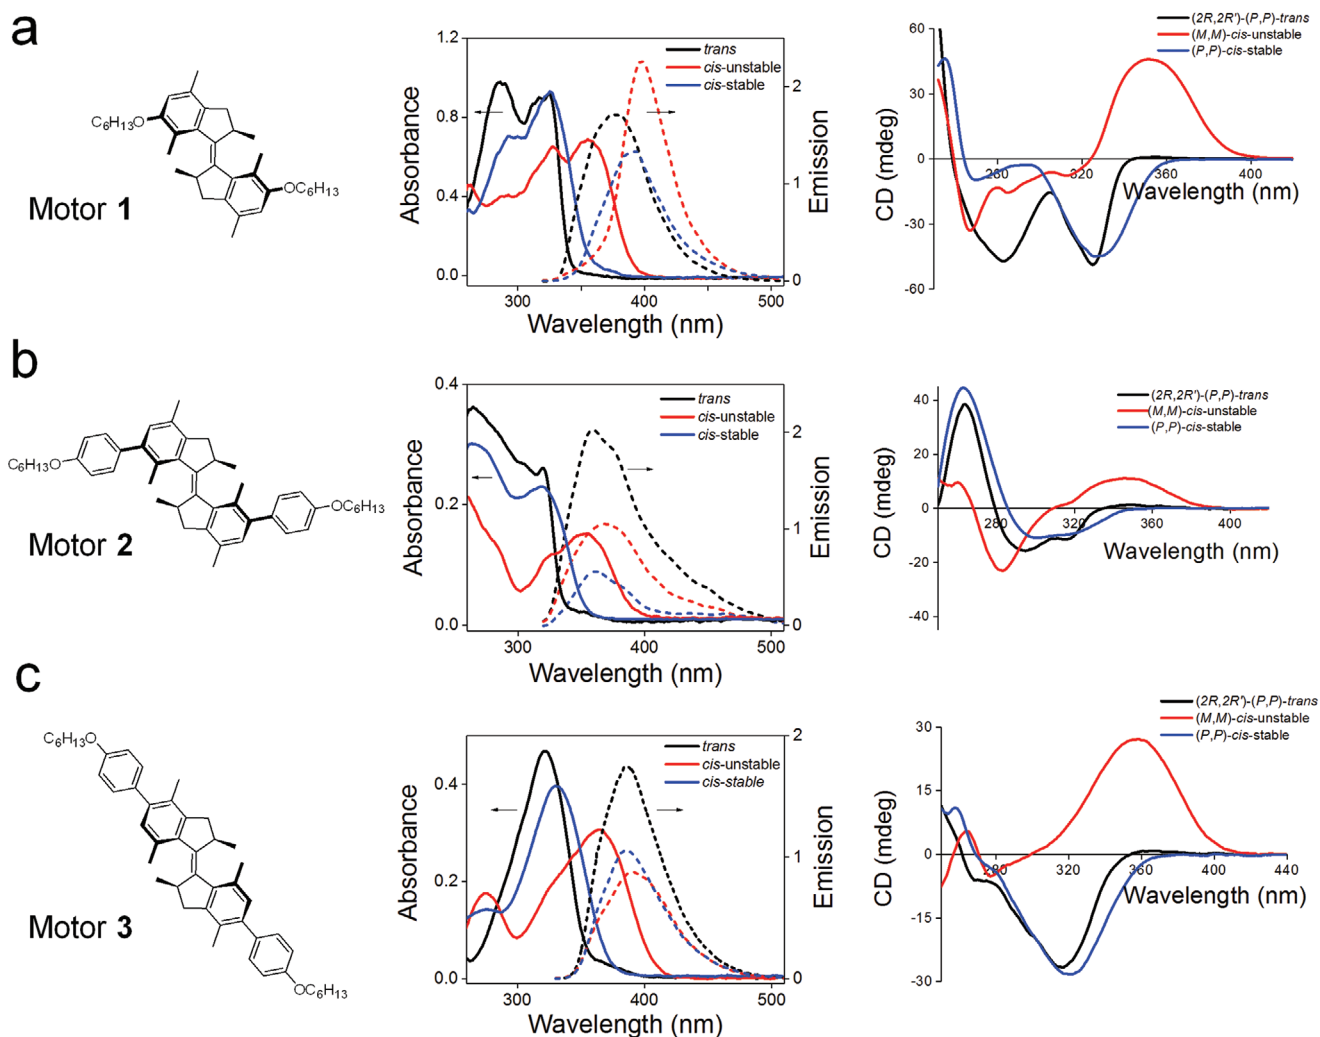 a
C6H13O
OC6H13
Motor 1
1.2
0.8
0.4
0.0
Absorbance
trans
cis-unstable
cis-stable
2
1
0
Emission
300
400
500
Wavelength (nm)
(2R,2R')-(P,P)-trans
(M,M)-cis-unstable
(P,P)-cis-stable
60
30
0
-30
-60
CD (mdeg)
280
320
360
400
Wavelength (nm)
b
C6H13O
OC6H13
Motor 2
0.4
0.2
0.0
Absorbance
trans
cis-unstable
cis-stable
2
1
0
Emission
300
400
500
Wavelength (nm)
(2R,2R')-(P,P)-trans
(M,M)-cis-unstable
(P,P)-cis-stable
40
20
0
-20
-40
CD (mdeg)
280
320
360
400
Wavelength (nm)
c
C6H13O
OC6H13
Motor 3
0.4
0.2
0.0
Absorbance
trans
cis-unstable
cis-stable
2
1
0
Emission
300
400
500
Wavelength (nm)
(2R,2R')-(P,P)-trans
(M,M)-cis-unstable
(P,P)-cis-stable
30
15
0
-15
-30
CD (mdeg)
280
320
360
400
440
Wavelength (nm)